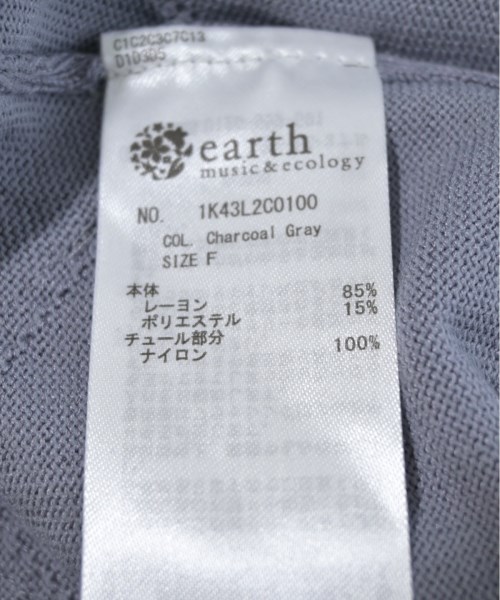 C1C2C3C7C13
D1D3D5
earth
music&ecology
NO. 1K43L2C0100
COL. Charcoal Gray
SIZE F
本体
レーヨン 85%
ポリエステル 15%
チュール部分
ナイロン 100%